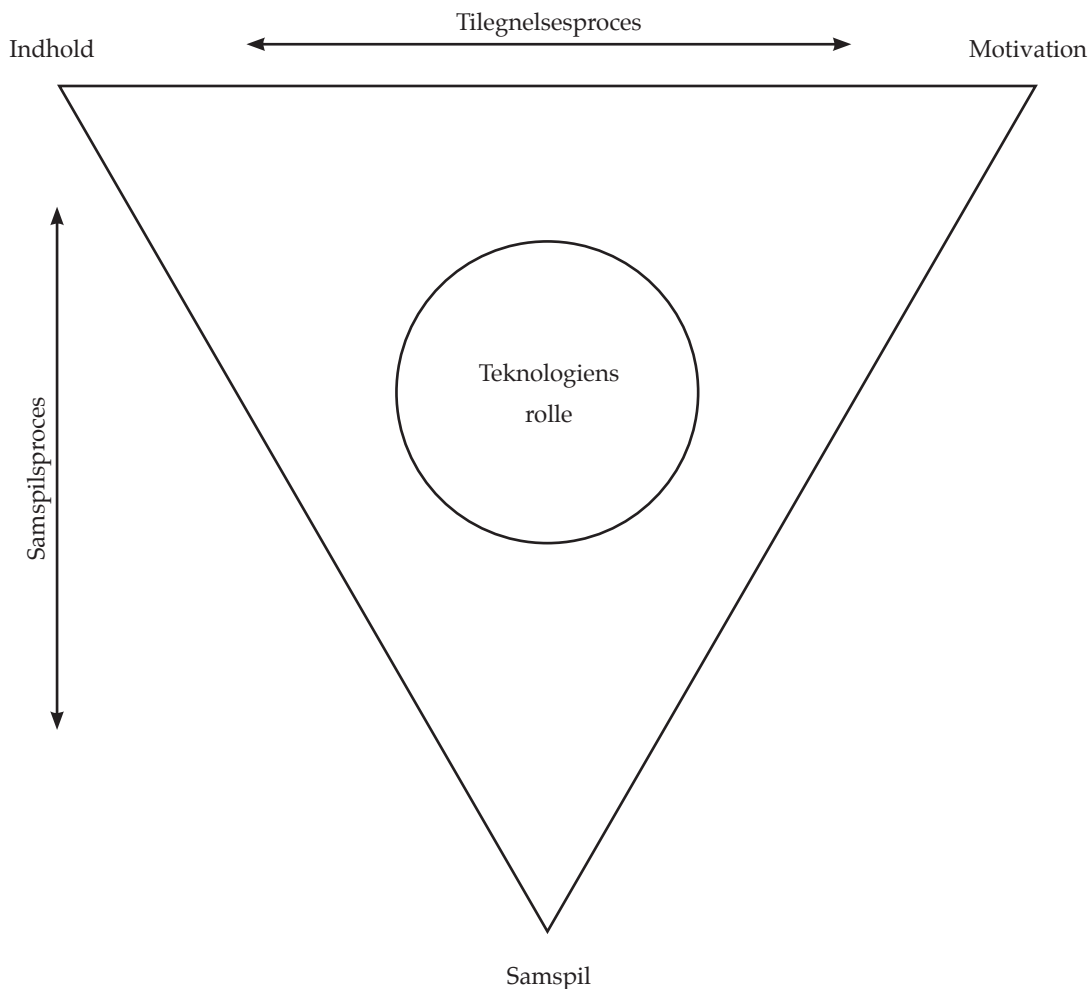 Tilegnelsesproces
Indhold
Motivation
Teknologiens
rolle
Samspilsproces
Samspil